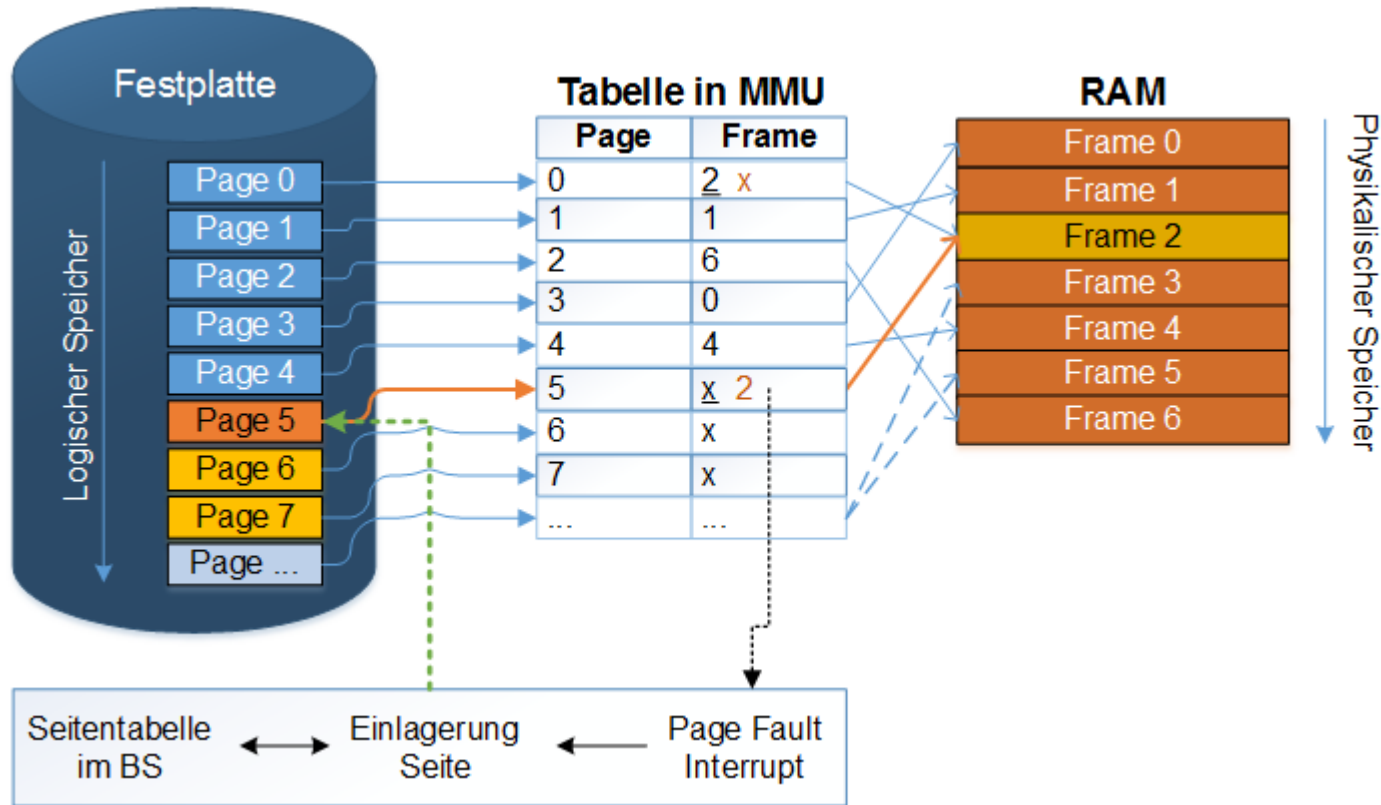 Festplatte
Logischer Speicher
Page 0
Page 1
Page 2
Page 3
Page 4
Page 5
Page 6
Page 7
Page ...
Tabelle in MMU
Page Frame
0 2 x
1 1
2 6
3 0
4 4
5 x 2
6 x
7 x
... ...
RAM
Frame 0
Frame 1
Frame 2
Frame 3
Frame 4
Frame 5
Frame 6
Physikalischer Speicher
Seitentabelle
im BS
Einlagerung
Seite
Page Fault
Interrupt